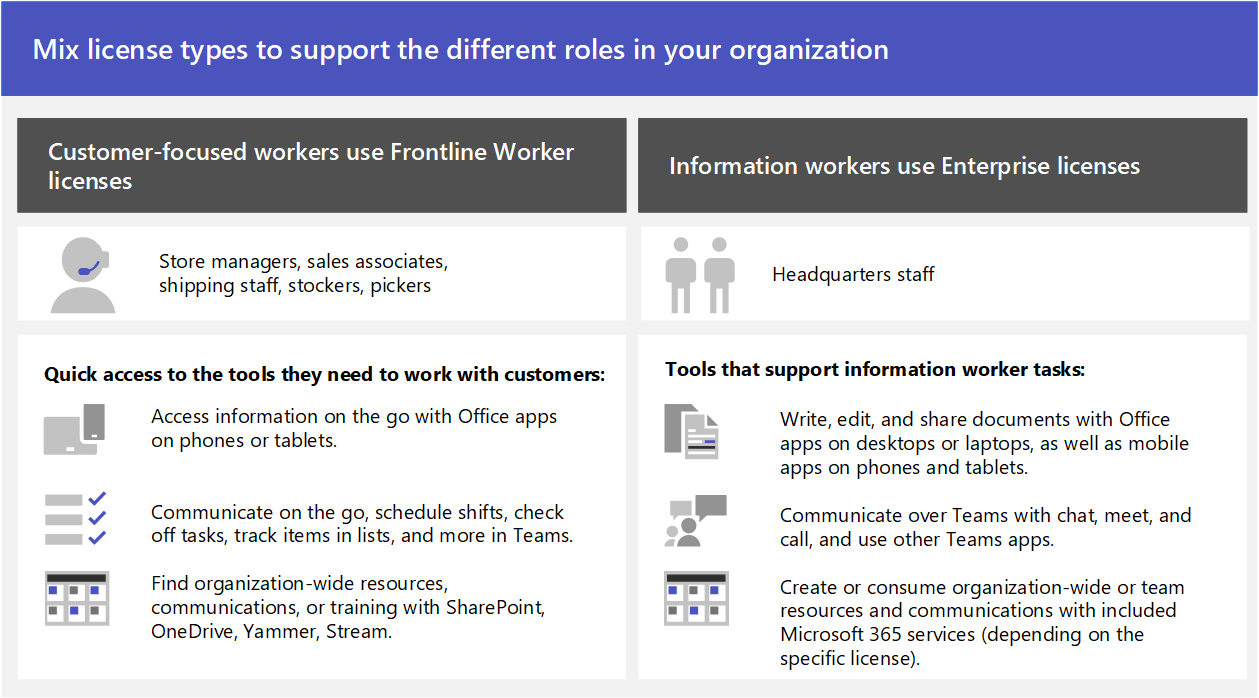 Mix license types to support the different roles in your organization
Customer-focused workers use Frontline Worker
licenses
Store managers, sales associates,
shipping staff, stockers, pickers
Quick access to the tools they need to work with customers:
Access information on the go with Office apps
on phones or tablets.
Communicate on the go, schedule shifts, check
off tasks, track items in lists, and more in Teams.
Find organization-wide resources,
communications, or training with SharePoint,
OneDrive, Yammer, Stream.
Information workers use Enterprise licenses
Headquarters staff
Tools that support information worker tasks:
Write, edit, and share documents with Office
apps on desktops or laptops, as well as mobile
apps on phones and tablets.
Communicate over Teams with chat, meet, and
call, and use other Teams apps.
Create or consume organization-wide or team
resources and communications with included
Microsoft 365 services (depending on the
specific license).